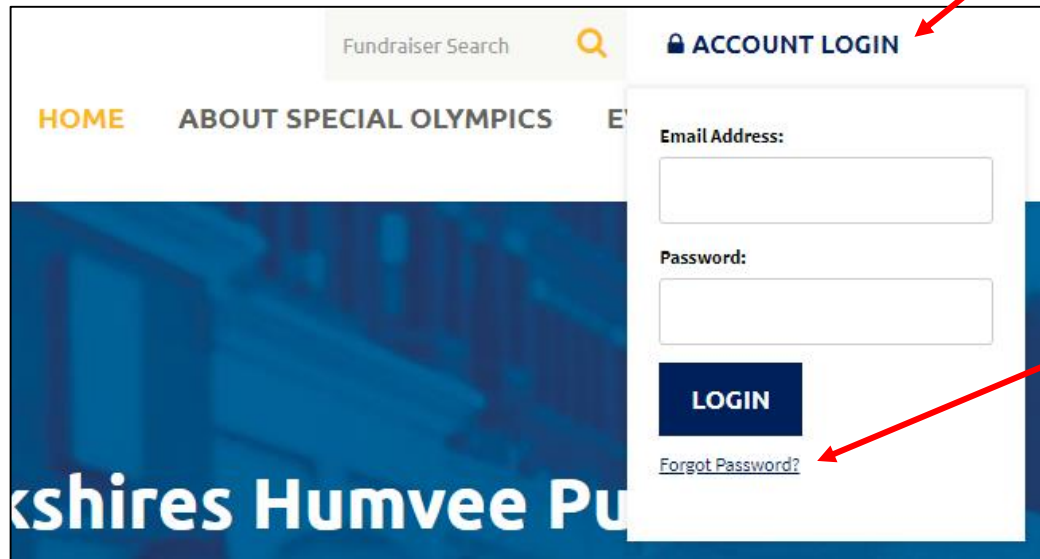 Fundraiser Search
ACCOUNT LOGIN
HOME ABOUT SPECIAL OLYMPICS
Email Address:
Password:
LOGIN
Forgot Password?
kshires Humvee Pu